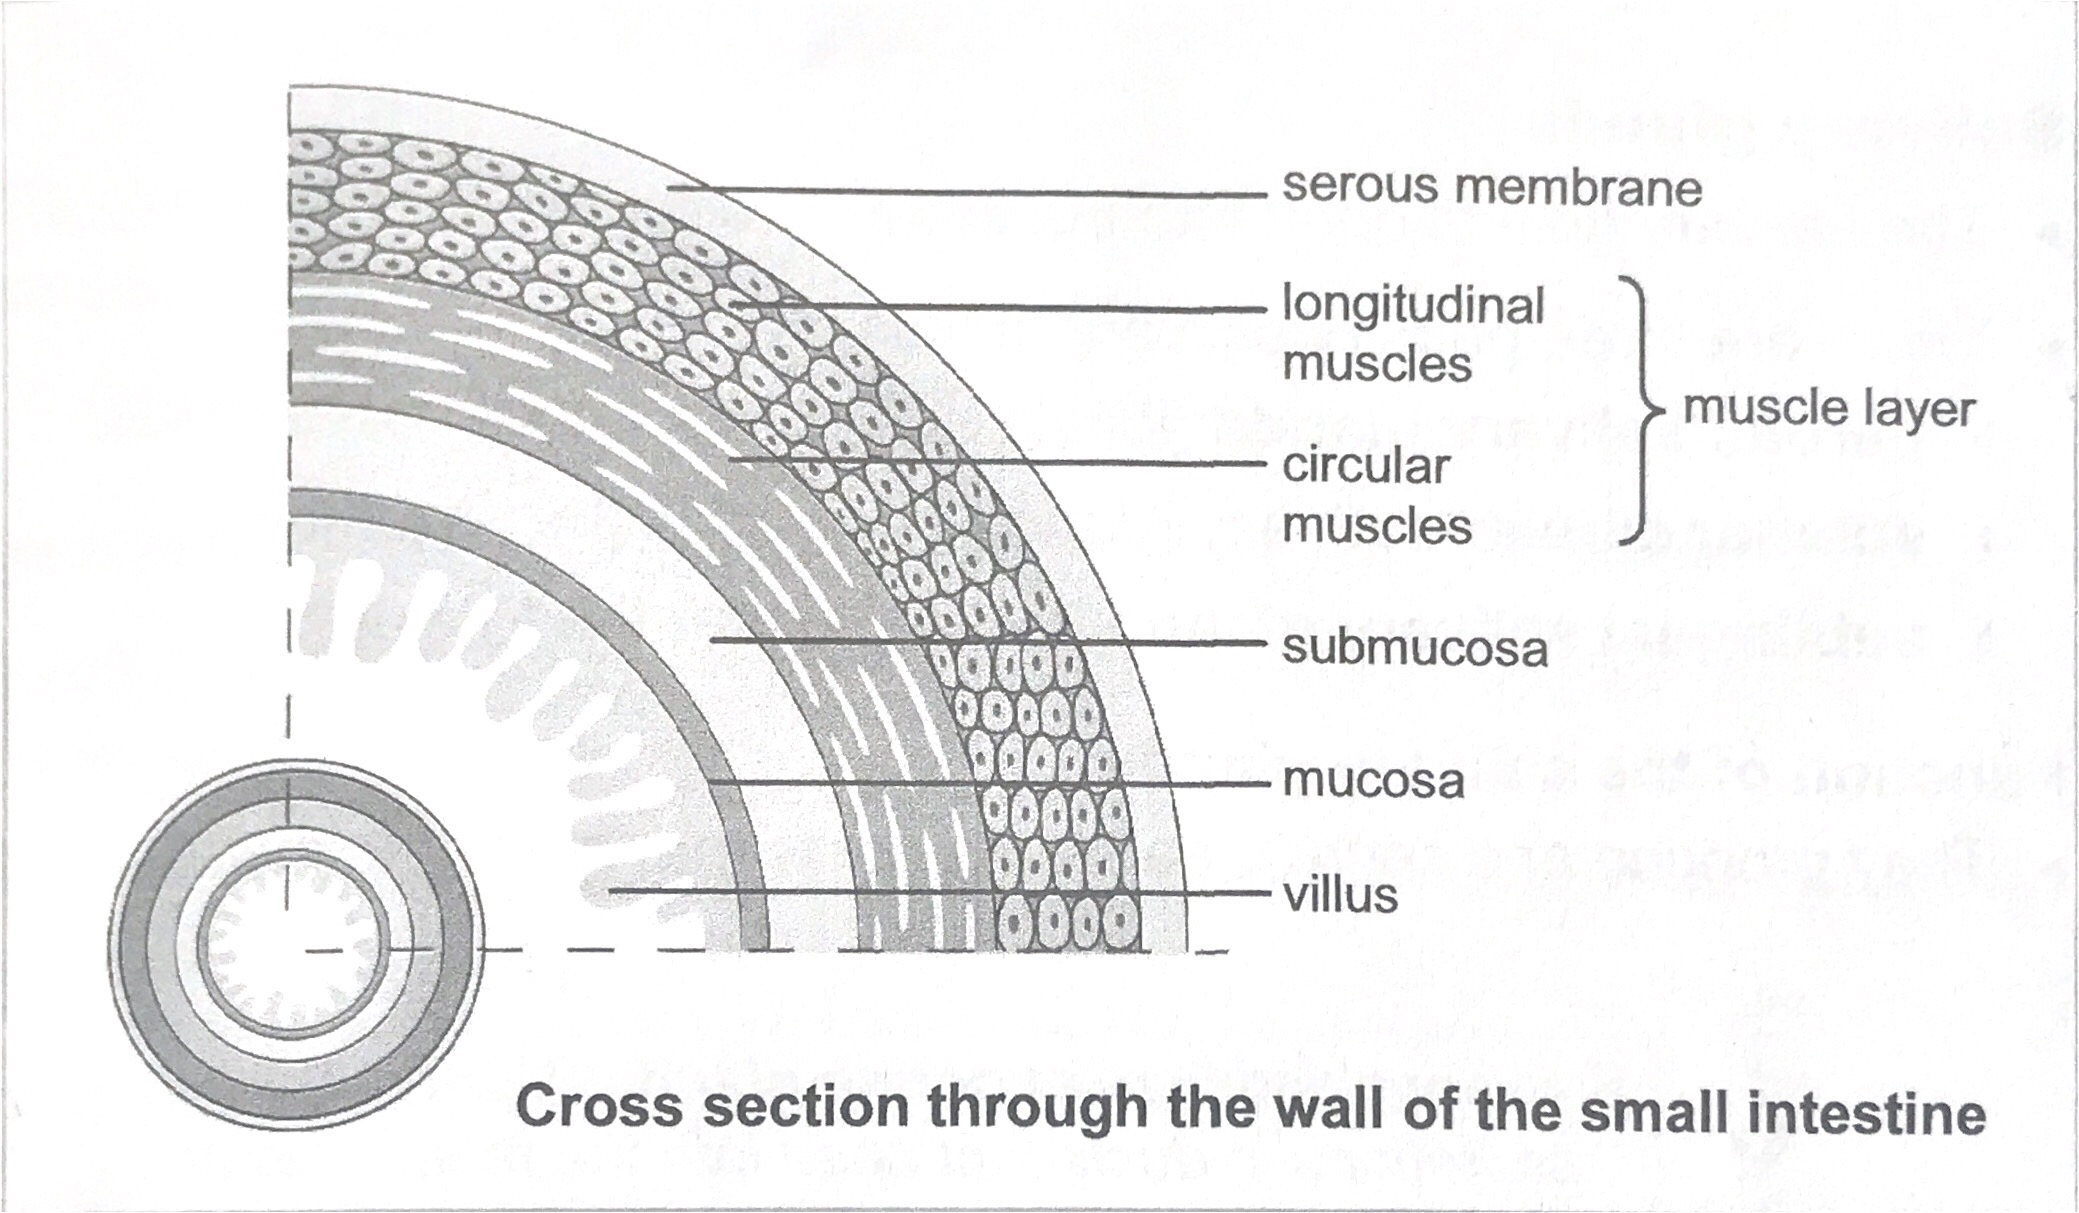 serous membrane
longitudinal
muscles
muscle layer
circular
muscles
submucosa
mucosa
villus
Cross section through the wall of the small intestine